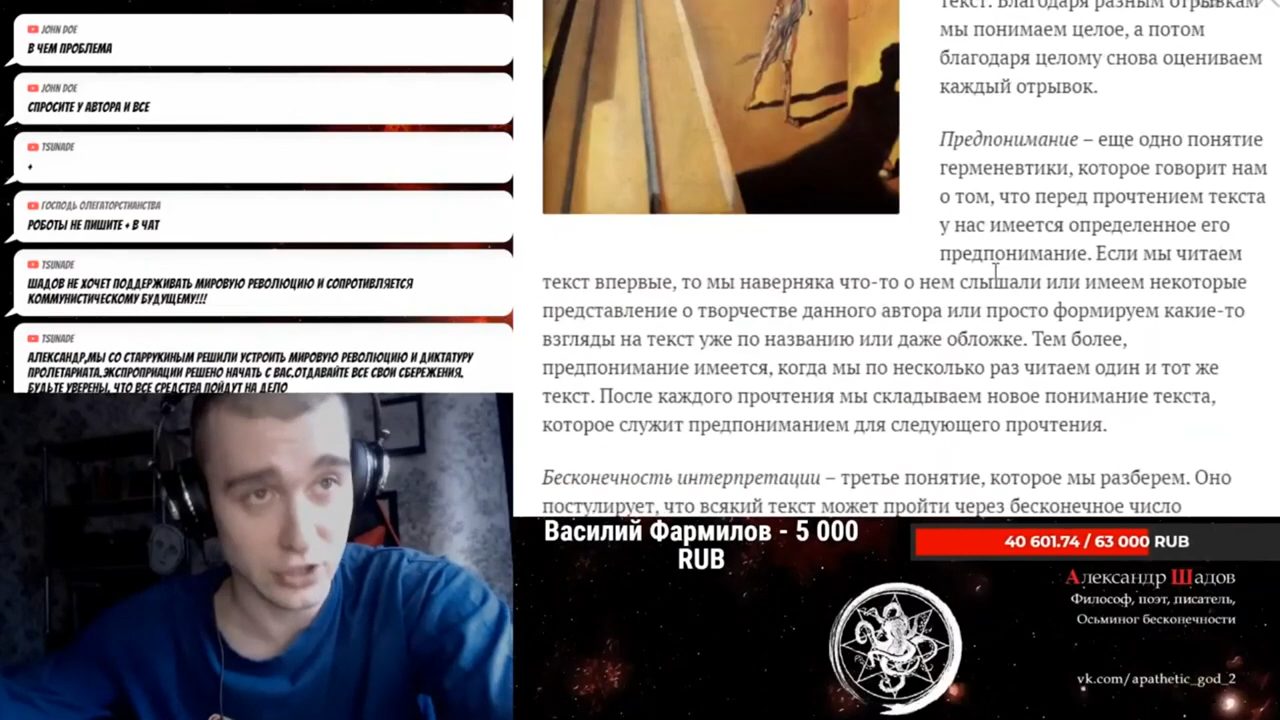 JOHN DOE
В ЧЕМ ПРОБЛЕМА
JOHN DOE
СПРОСИТЕ У АВТОРА И ВСЕ
TSUNADE
+
ГОСПОДЬ ОЛЕГАТОРСТИАНСТВА
РОБОТЫ НЕ ПИШИТЕ + В ЧАТ
TSUNADE
ШАДОВ НЕ ХОЧЕТ ПОДДЕРЖИВАТЬ МИРОВУЮ РЕВОЛЮЦИЮ И СОПРОТИВЛЯЕТСЯ
КОММУНИСТИЧЕСКОМУ БУДУЩЕМУ!!!
TSUNADE
АЛЕКСАНДР,МЫ СО СТАРРУКИНЫМ РЕШИЛИ УСТРОИТЬ МИРОВУЮ РЕВОЛЮЦИЮ И ДИКТАТУРУ
ПРОЛЕТАРИАТА.ЭКСПРОПРИАЦИИ РЕШЕНО НАЧАТЬ С ВАС.ОТДАВАЙТЕ ВСЕ СВОИ СБЕРЕЖЕНИЯ.
БУДЬТЕ УВЕРЕНЫ, ЧТО ВСЕ СРЕДСТВА ПОЙДУТ НА ДЕЛО
текст. Благодаря разным отрывкам
мы понимаем целое, а потом
благодаря целому снова оцениваем
каждый отрывок.
Предпонимание – еще одно понятие
герменевтики, которое говорит нам
о том, что перед прочтением текста
у нас имеется определенное его
предпонимание. Если мы читаем
текст впервые, то мы наверняка что-то о нем слышали или имеем некоторые
представление о творчестве данного автора или просто формируем какие-то
взгляды на текст уже по названию или даже обложке. Тем более,
предпонимание имеется, когда мы по несколько раз читаем один и тот же
текст. После каждого прочтения мы складываем новое понимание текста,
которое служит предпониманием для следующего прочтения.
Бесконечность интерпретации – третье понятие, которое мы разберем. Оно
постулирует, что всякий текст может пройти через бесконечное число
Василий Фармилов - 5 000
RUB
40 601.74 / 63 000 RUB
Александр Шадов
Философ, поэт, писатель,
Осьминог бесконечности
vk.com/apathetic_god_2